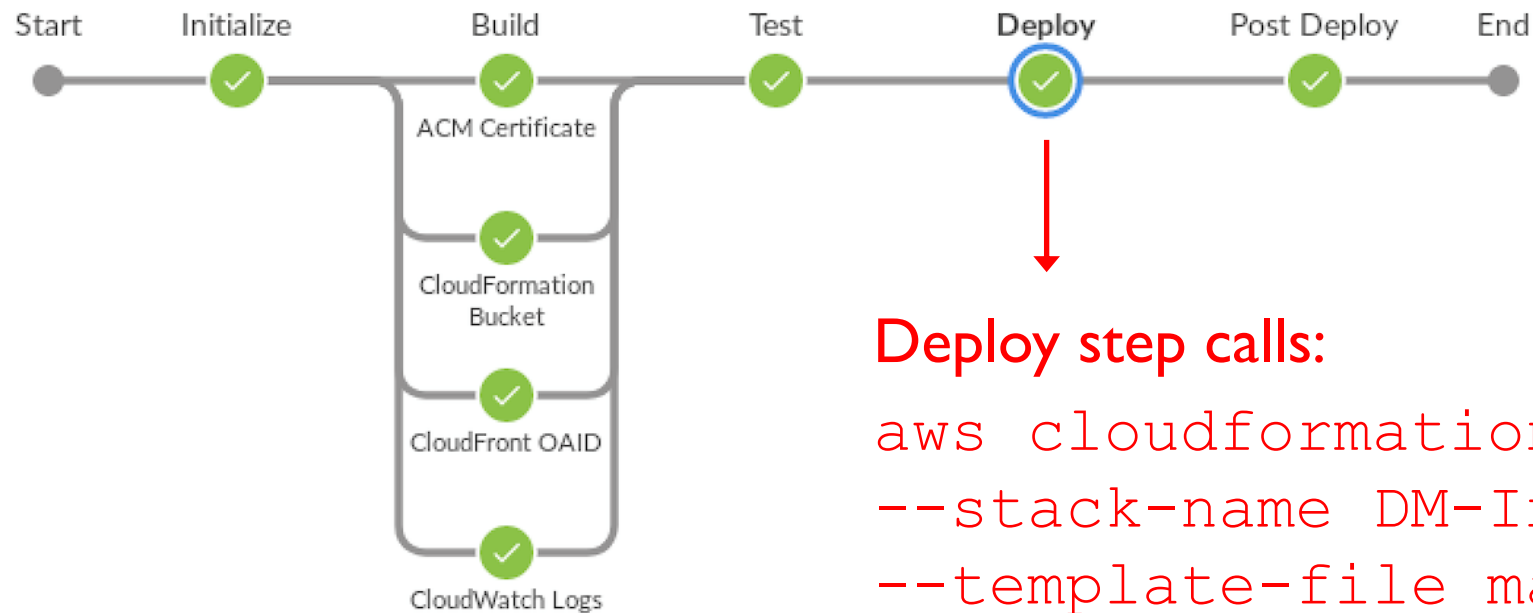 Start Initialize Build Test Deploy Post Deploy End
ACM Certificate
CloudFormation
Bucket
CloudFront OAID
CloudWatch Logs
Deploy step calls:
aws cloudformation
--stack-name
--template-file